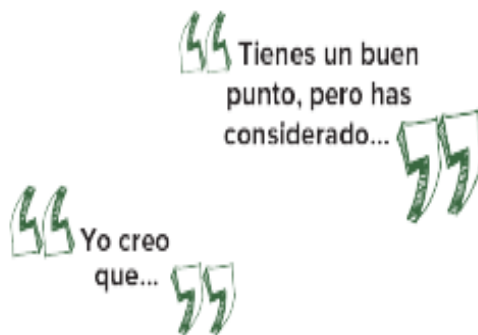 Tienes un buen
punto, pero has
considerado...
Yo creo
que...